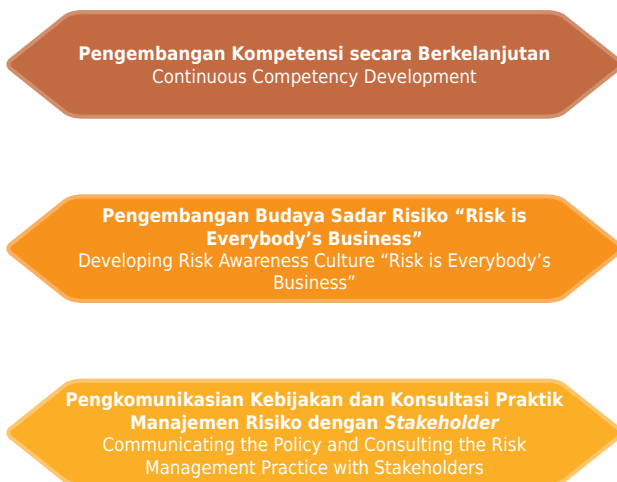 Pengembangan Kompetensi secara Berkelanjutan
Continuous Competency Development
Pengembangan Budaya Sadar Risiko “Risk is
Everybody’s Business”
Developing Risk Awareness Culture “Risk is Everybody’s
Business”
Pengkomunikasian Kebijakan dan Konsultasi Praktik
Manajemen Risiko dengan Stakeholder
Communicating the Policy and Consulting the Risk
Management Practice with Stakeholders